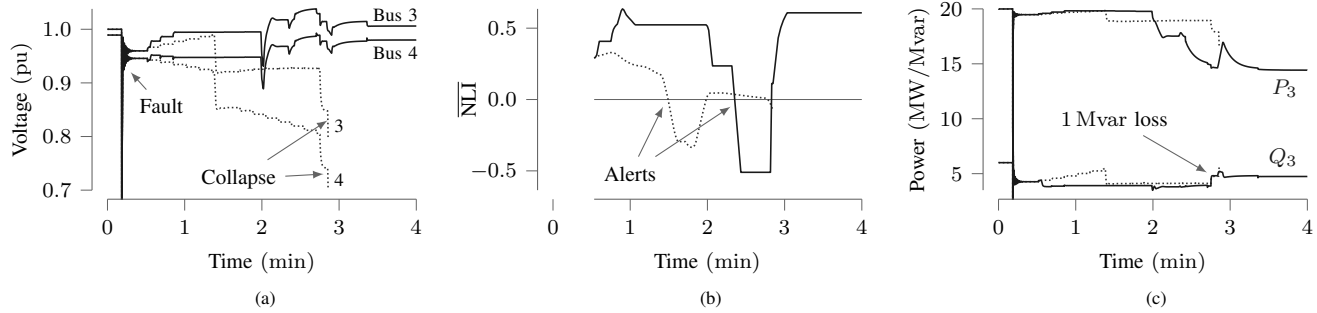 1.0
0.9
0.8
0.7
Voltage (pu)
Bus 3
Bus 4
Fault
Collapse
3
4
0 1 2 3 4
Time (min)
(a)
0.5
0.0
−0.5
NLI
Alerts
0 1 2 3 4
Time (min)
(b)
20
15
10
5
Power (MW/Mvar)
P3
1 Mvar loss
Q3
0 1 2 3 4
Time (min)
(c)